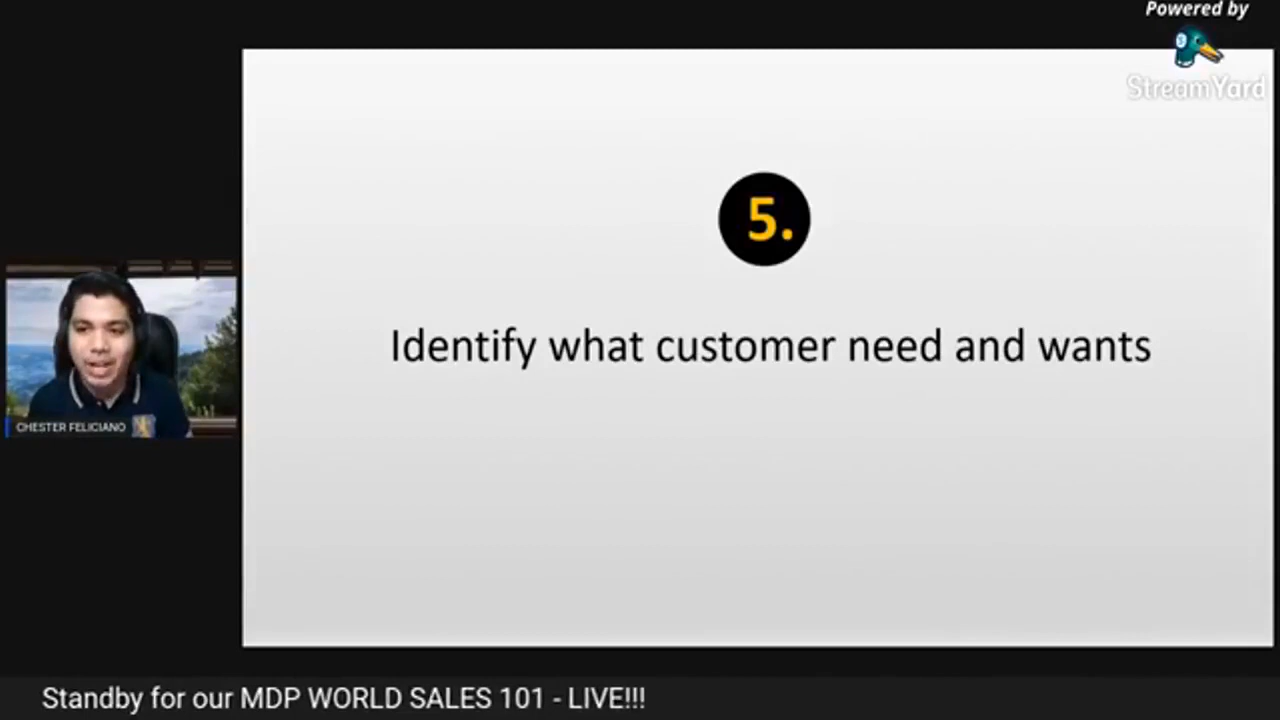 Powered by
StreamYard
5.
Identify what customer need and wants
CHESTER FELICIANO
Standby for our MDP WORLD SALES 101 - LIVE!!!